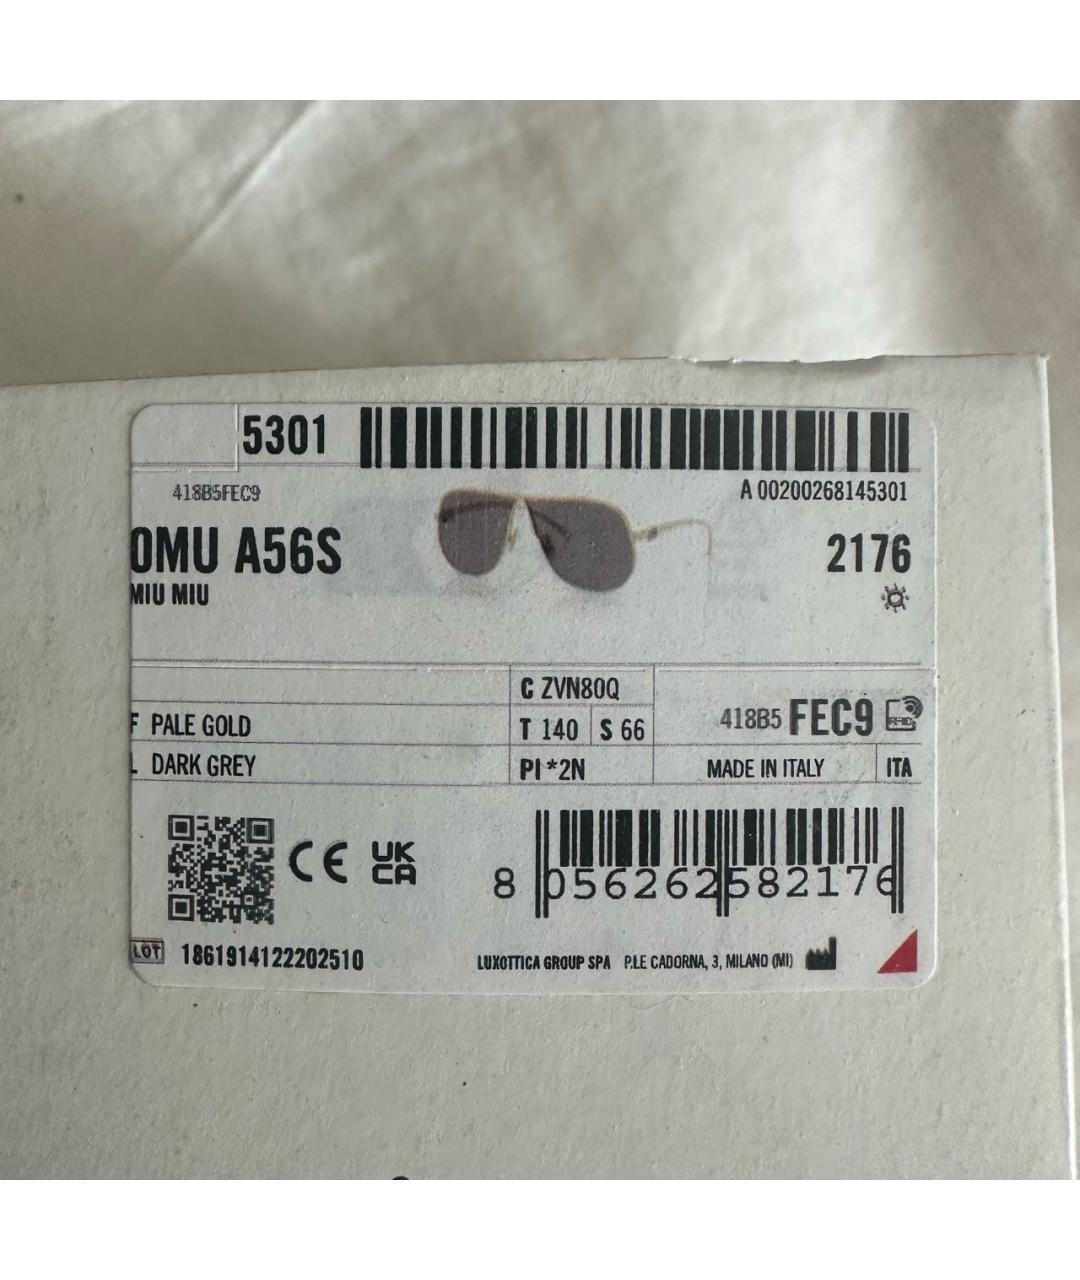 5301
418B5FEC9
A 00200268145301
0MU A56S
2176
MIU MIU
C ZVN80Q
F PALE GOLD
T 140 S 66
418B5 FEC9
RFID
L DARK GREY
PI *2N
MADE IN ITALY
ITA
CE
UK
CA
8 056262 582176
LOT 1861914122202510
LUXOTTICA GROUP SPA P.LE CADORNA, 3, MILANO (MI)